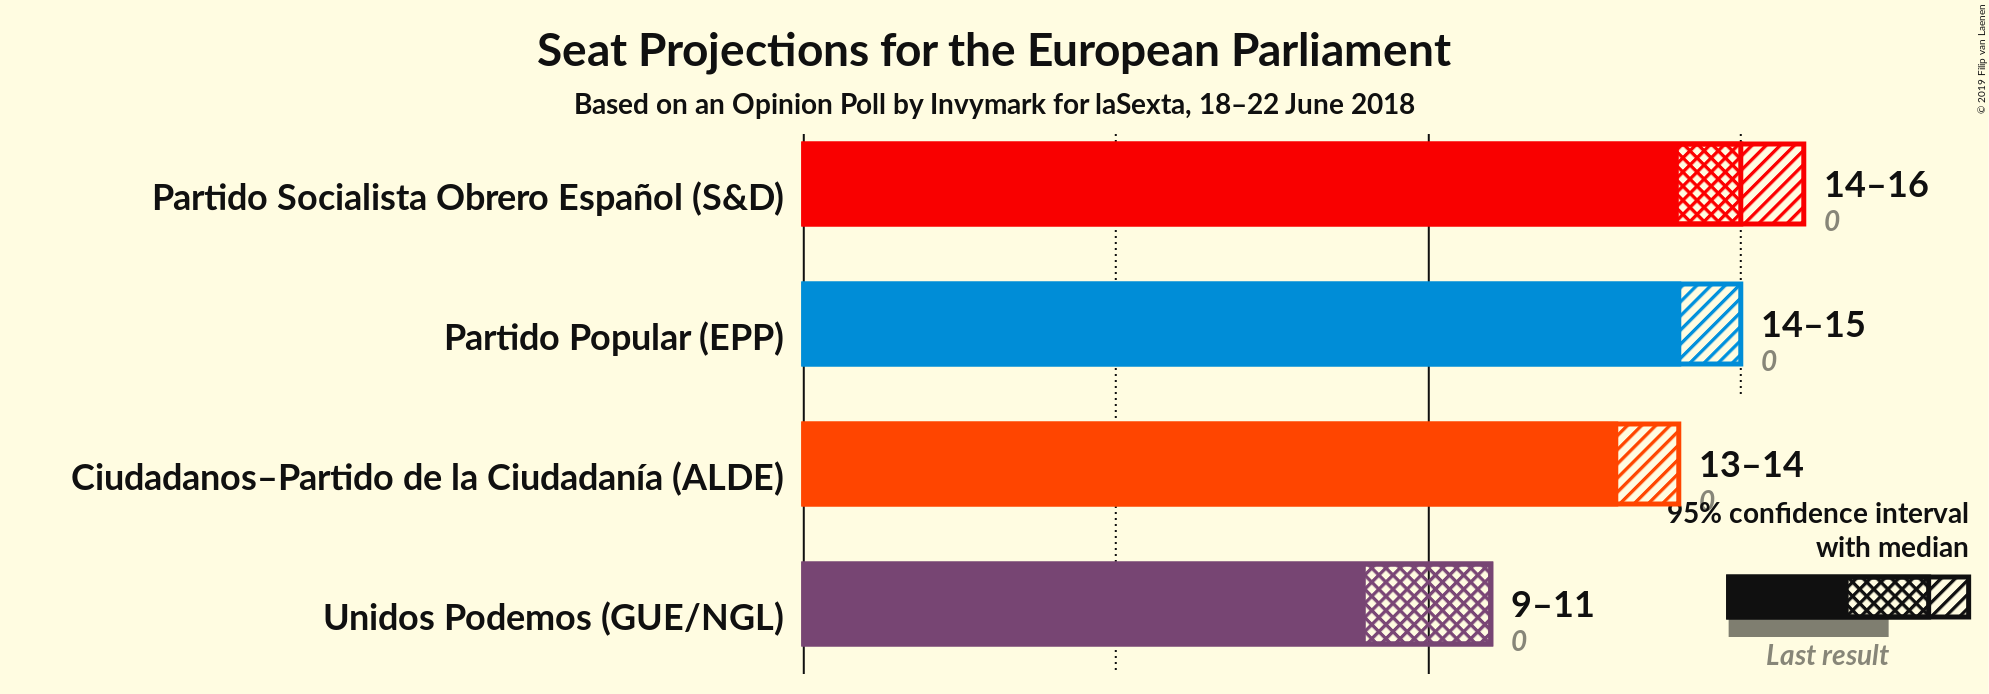 Seat Projections for the European Parliament
Based on an Opinion Poll by Invymark for laSexta, 18–22 June 2018
© 2019 Filip van Laenen
Partido Socialista Obrero Español (S&D)
14–16
0
Partido Popular (EPP)
14–15
0
Ciudadanos–Partido de la Ciudadanía (ALDE)
13–14
0
95% confidence interval
with median
Unidos Podemos (GUE/NGL)
9–11
0
Last result